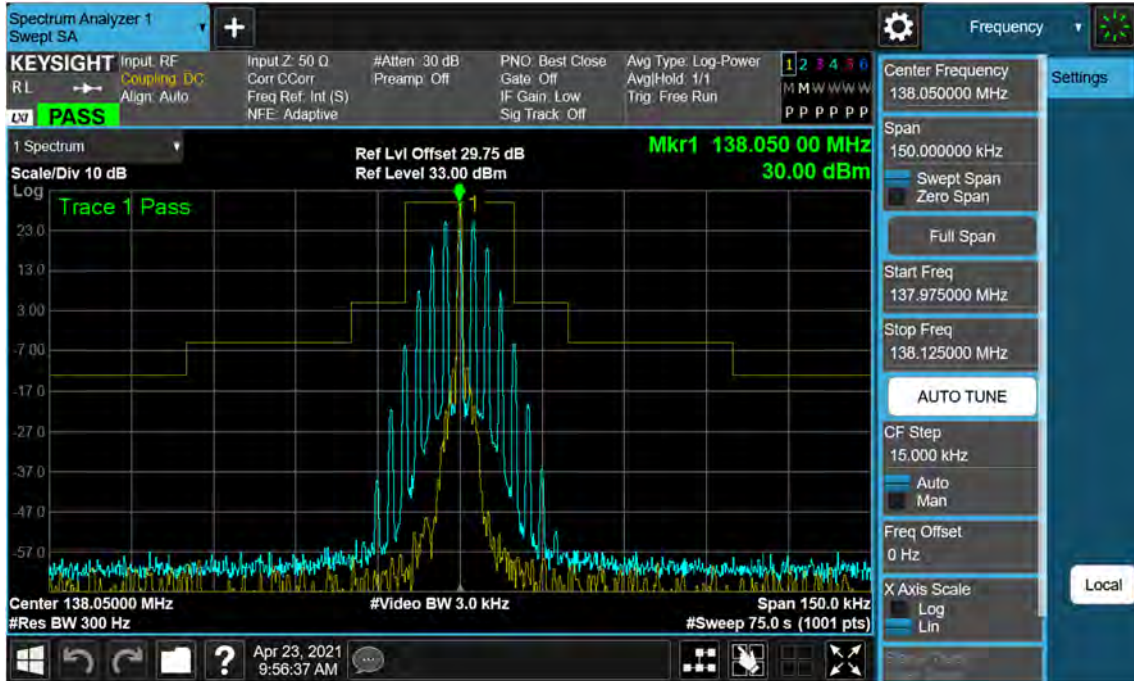 Spectrum Analyzer 1
Swept SA
+
Frequency
KEYSIGHT
RL
LXI PASS
Input: RF
Coupling: DC
Align: Auto
Input Z: 50 Ω
Corr CCorr
Freq Ref: Int (S)
NFE: Adaptive
#Atten: 30 dB
Preamp: Off
PNO: Best Close
Gate: Off
IF Gain: Low
Sig Track: Off
Avg Type: Log-Power
Avg|Hold: 1/1
Trig: Free Run
1 2 3 4 5 6
M M W W W W
P P P P P P
1 Spectrum
Scale/Div 10 dB
Ref Lvl Offset 29.75 dB
Ref Level 33.00 dBm
Mkr1 138.050 00 MHz
30.00 dBm
Log
Trace 1 Pass
1
23.0
13.0
3.00
-7.00
-17.0
-27.0
-37.0
-47.0
-57.0
Center 138.05000 MHz
#Res BW 300 Hz
#Video BW 3.0 kHz
Span 150.0 kHz
#Sweep 75.0 s (1001 pts)
Apr 23, 2021
9:56:37 AM
?
Center Frequency
138.050000 MHz
Span
150.000000 kHz
Swept Span
Zero Span
Full Span
Start Freq
137.975000 MHz
Stop Freq
138.125000 MHz
AUTO TUNE
CF Step
15.000 kHz
Auto
Man
Freq Offset
0 Hz
X Axis Scale
Log
Lin
Settings
Local